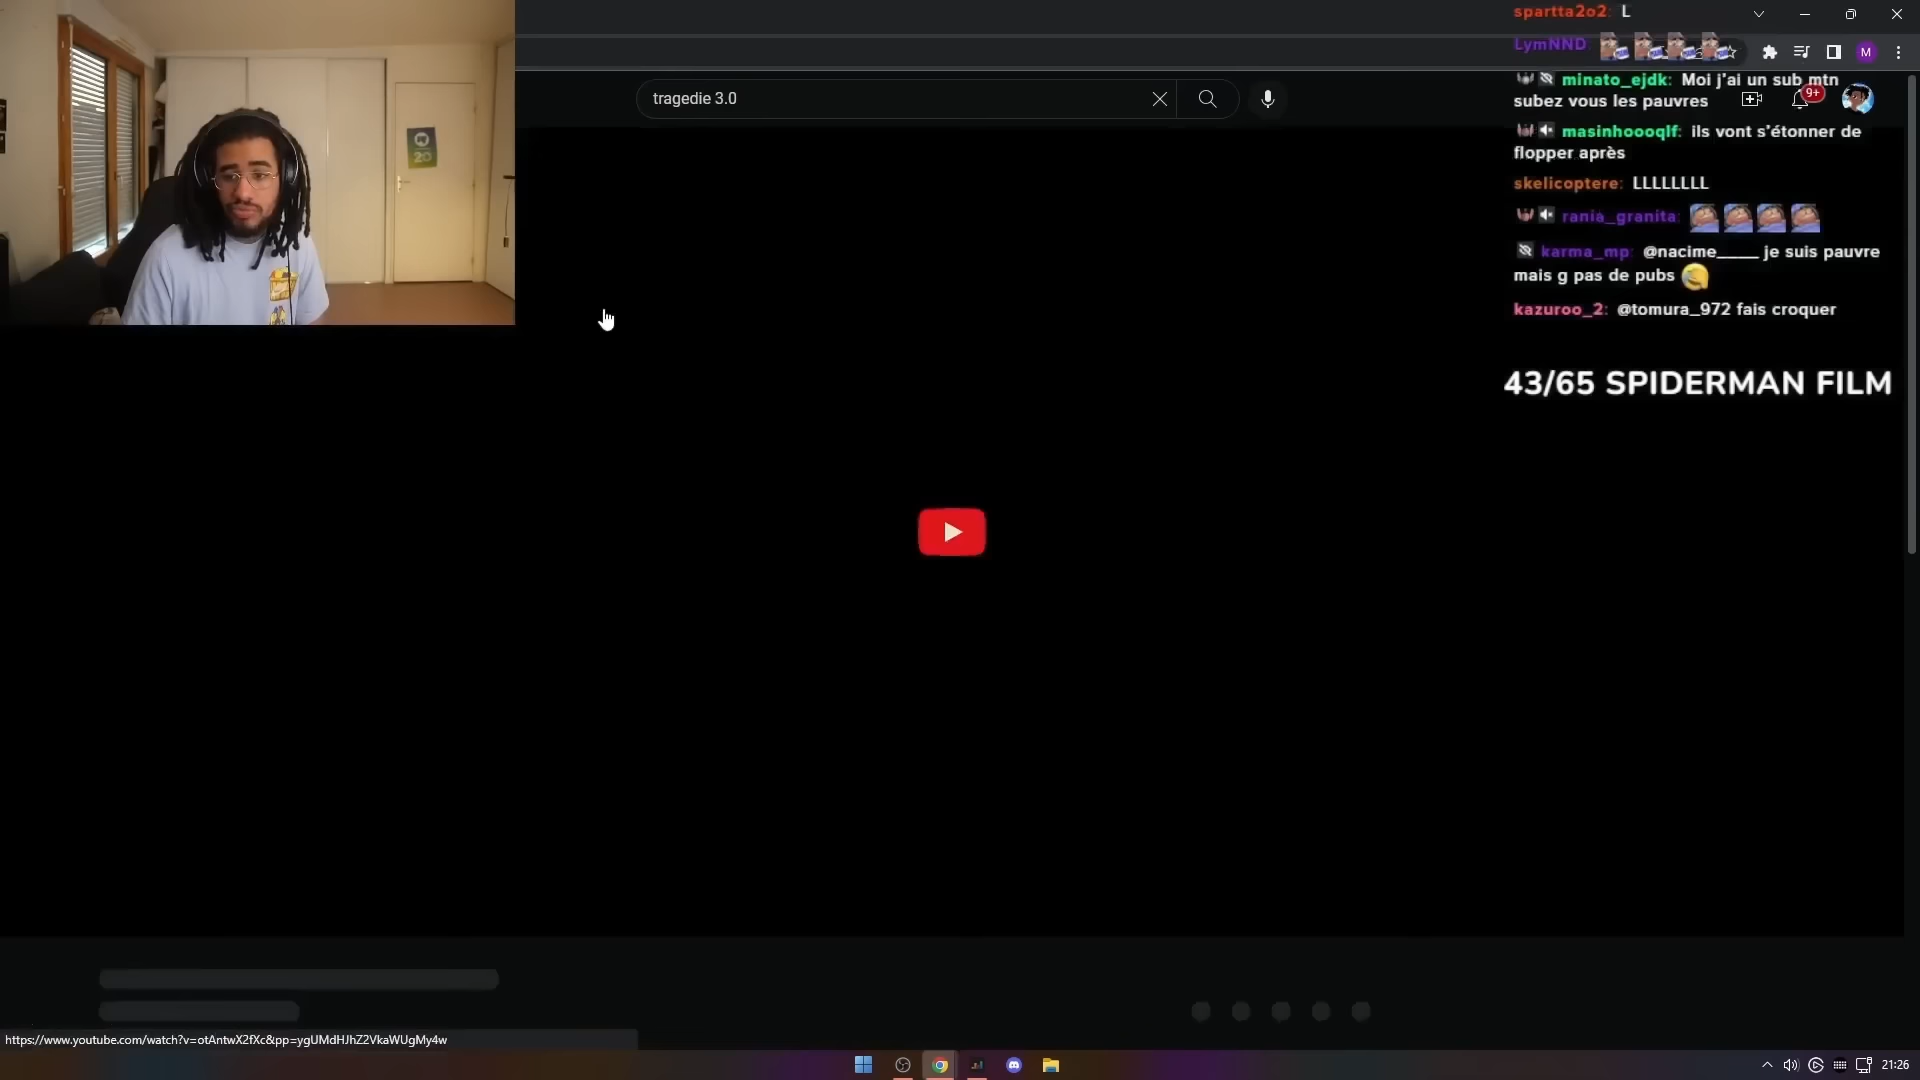 spartta2o2: L
LymNND:
tragedie 3.0
M
minato_ejdk: Moi j'ai un sub mtn
subez vous les pauvres
9+
masinhoooqlf: ils vont s'étonner de
flopper après
20
skelicoptere: LLLLLLLL
rania_granita:
karma_mp: @nacime_____ je suis pauvre
mais g pas de pubs
kazuroo_2: @tomura_972 fais croquer
43/65 SPIDERMAN FILM
https://www.youtube.com/watch?v=otAntwX2fXc&pp=ygUMdHJhZ2VkaWUgMy4w
21:26